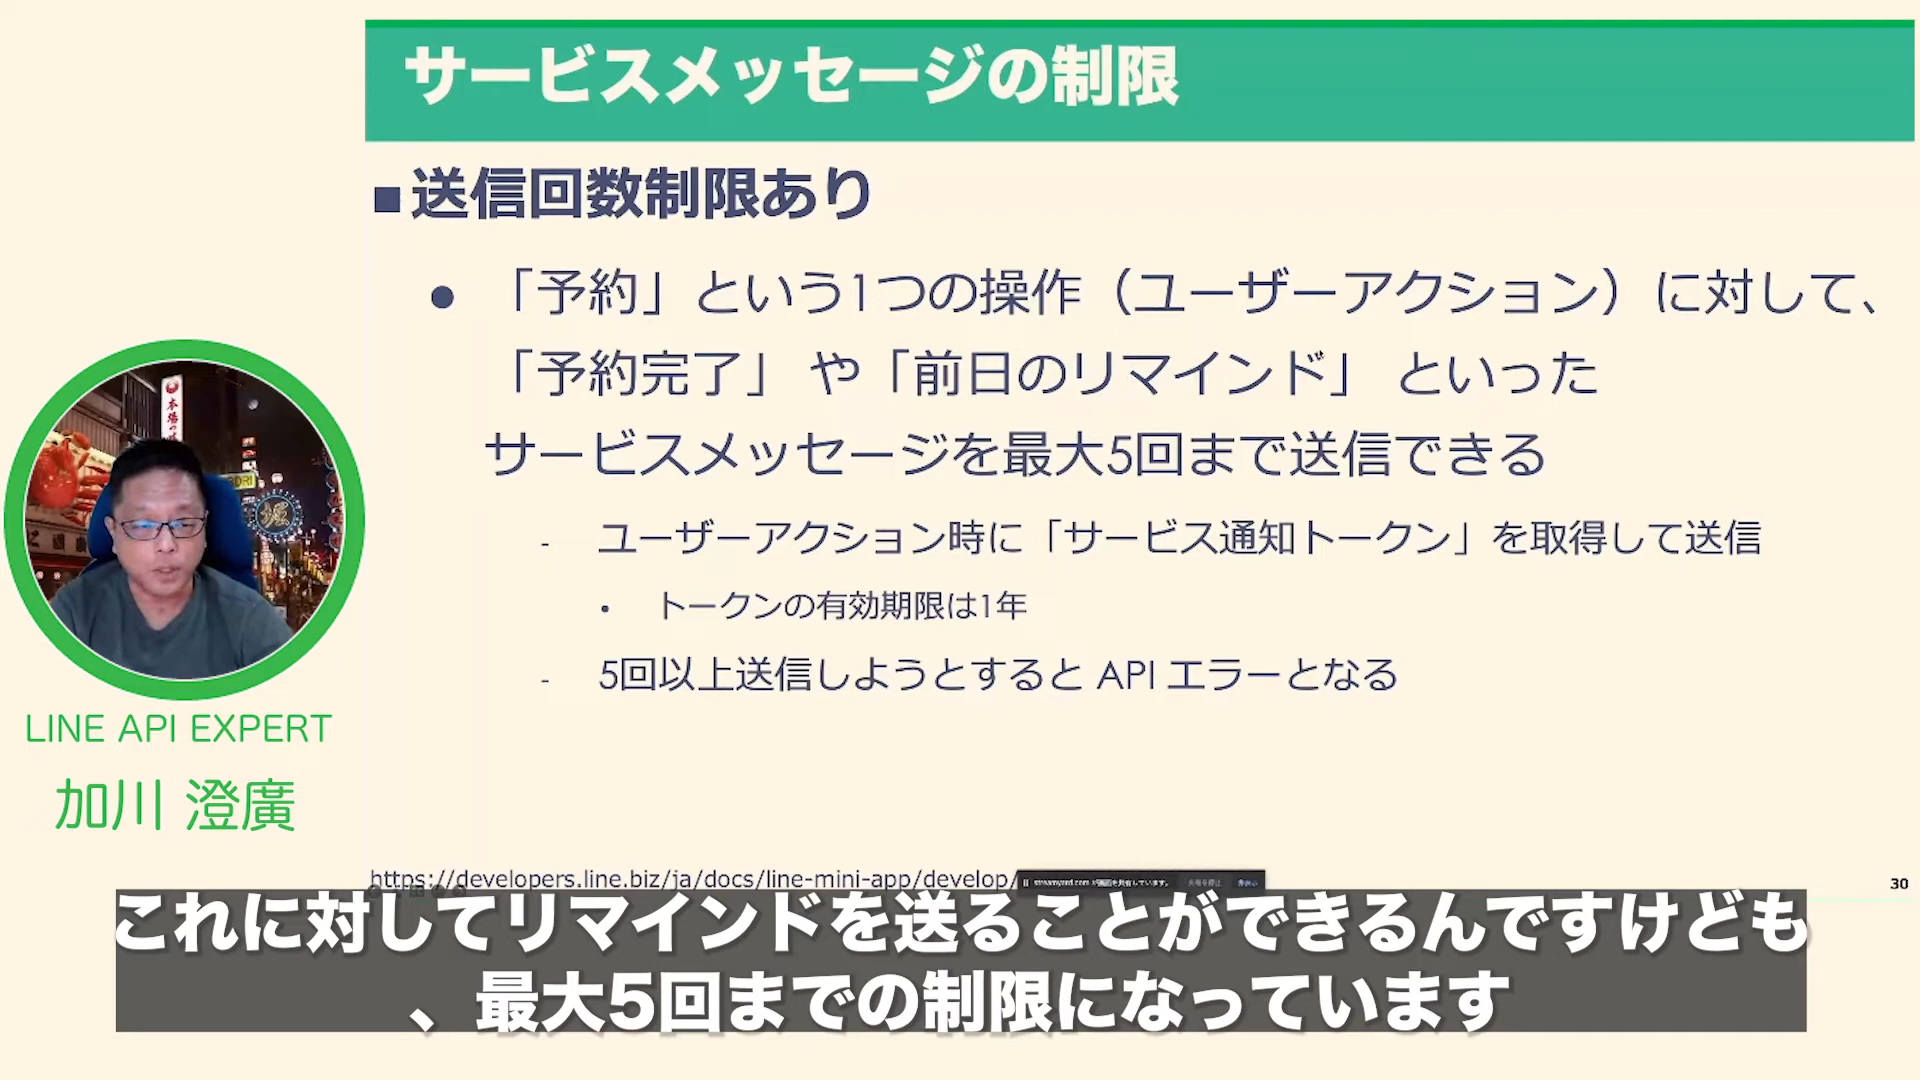 サービスメッセージの制限
■送信回数制限あり
● 「予約」という1つの操作（ユーザーアクション）に対して、
「予約完了」 や「前日のリマインド」 といった
サービスメッセージを最大5回まで送信できる
- ユーザーアクション時に「サービス通知トークン」を取得して送信
• トークンの有効期限は1年
- 5回以上送信しようとすると API エラーとなる
LINE API EXPERT
加川 澄廣
https://developers.line.biz/ja/docs/line-mini-app/develop/
共有を停止
非表示
30
これに対してリマインドを送ることができるんですけども
、最大5回までの制限になっています